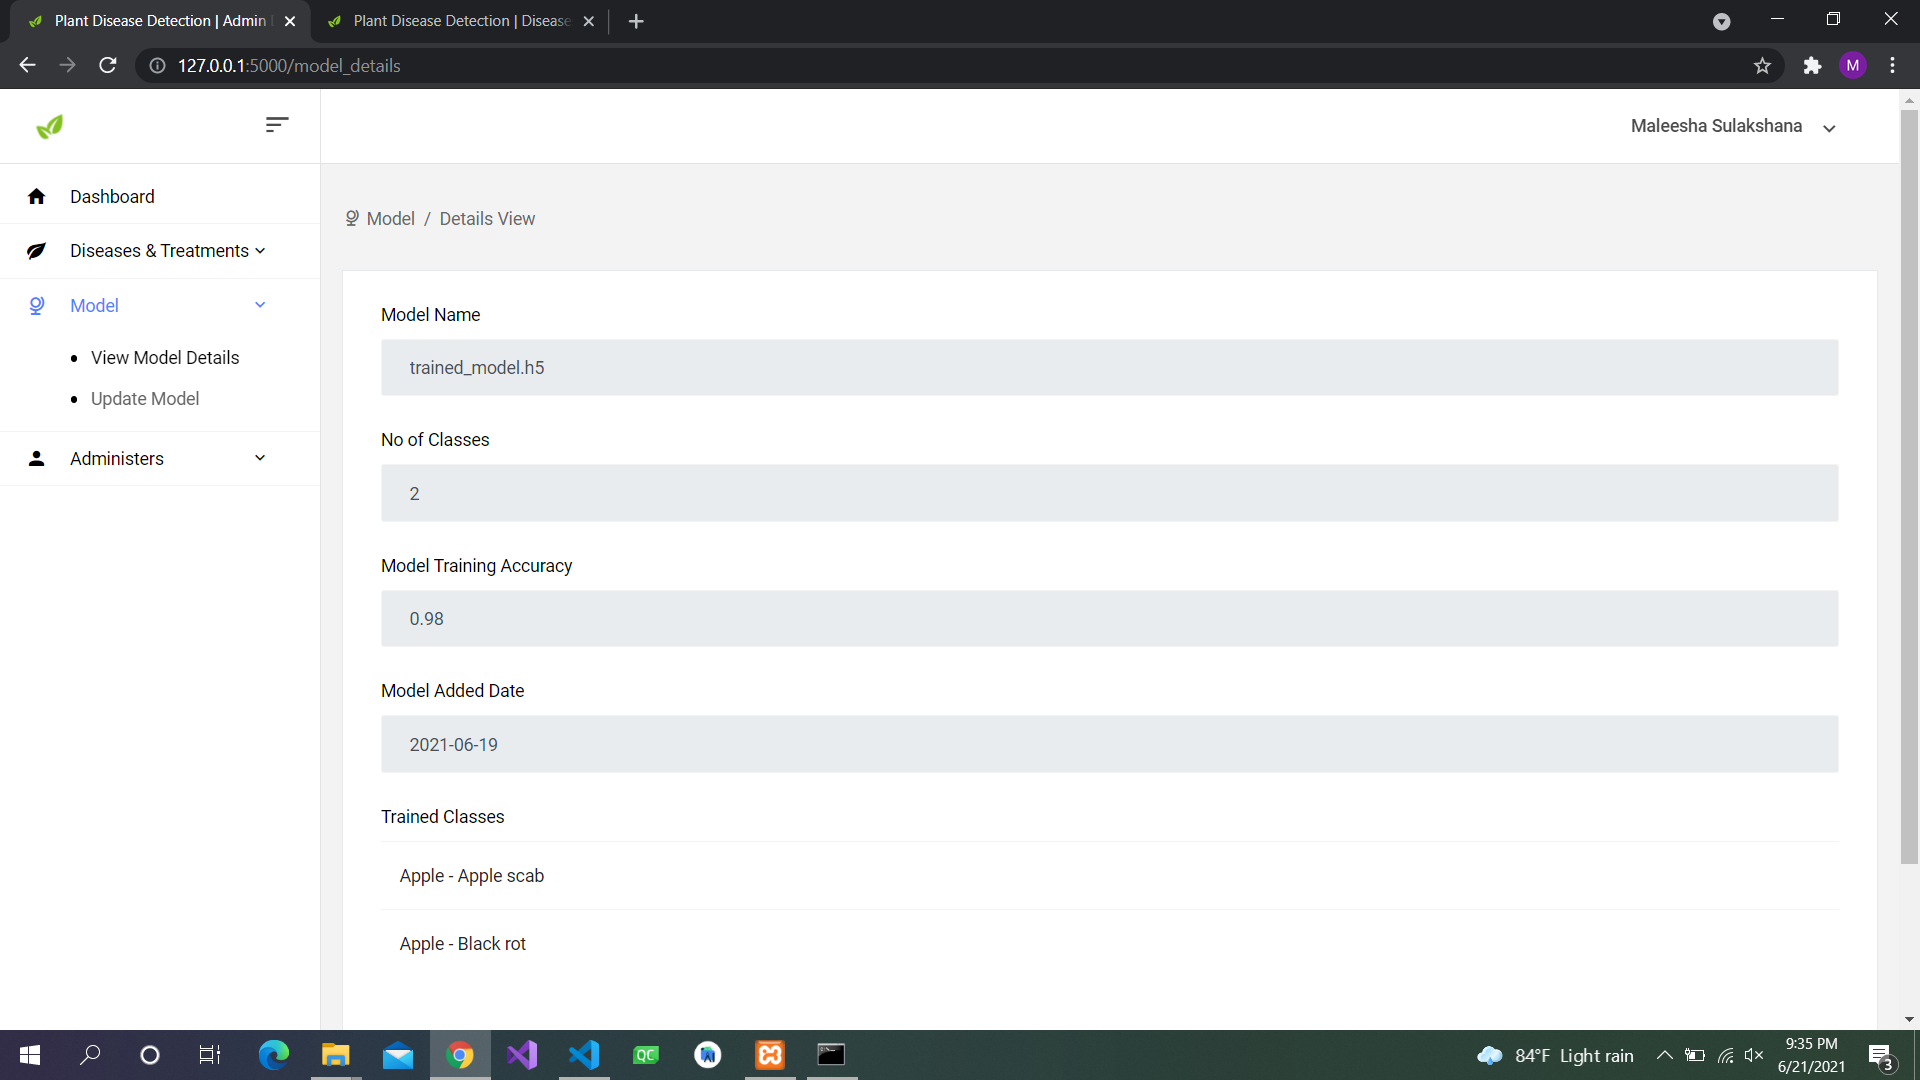 Plant Disease Detection | Admin
Plant Disease Detection | Disease
127.0.0.1:5000/model_details
M
Maleesha Sulakshana
Dashboard
Diseases & Treatments
Model
View Model Details
Update Model
Administers
Model / Details View
Model Name
trained_model.h5
No of Classes
2
Model Training Accuracy
0.98
Model Added Date
2021-06-19
Trained Classes
Apple - Apple scab
Apple - Black rot
QC
84°F Light rain
9:35 PM
6/21/2021
3